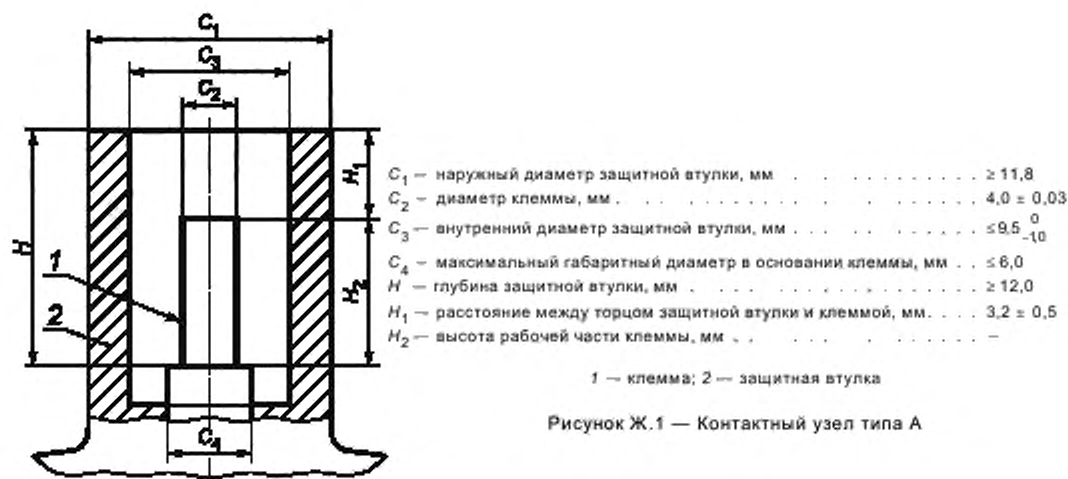 C1
C3
C2
H
H1
H2
1
2
C4
C1 — наружный диаметр защитной втулки, мм . . . . . . . . . . . ≥ 11,8
C2 – диаметр клеммы, мм . . . . . . . . . . . . . . . . 4,0 ± 0,03
C3 — внутренний диаметр защитной втулки, мм . . . . . . . . . . ≤9,5 0 –1,0
C4 – максимальный габаритный диаметр в основании клеммы, мм . . ≤ 6,0
H — глубина защитной втулки, мм . . . . . . . . . . . . ≥ 12,0
H1 – расстояние между торцом защитной втулки и клеммой, мм. . . . 3,2 ± 0,5
H2 — высота рабочей части клеммы, мм . . . . . . . . . . . . –
1 — клемма; 2 — защитная втулка
Рисунок Ж.1 — Контактный узел типа А